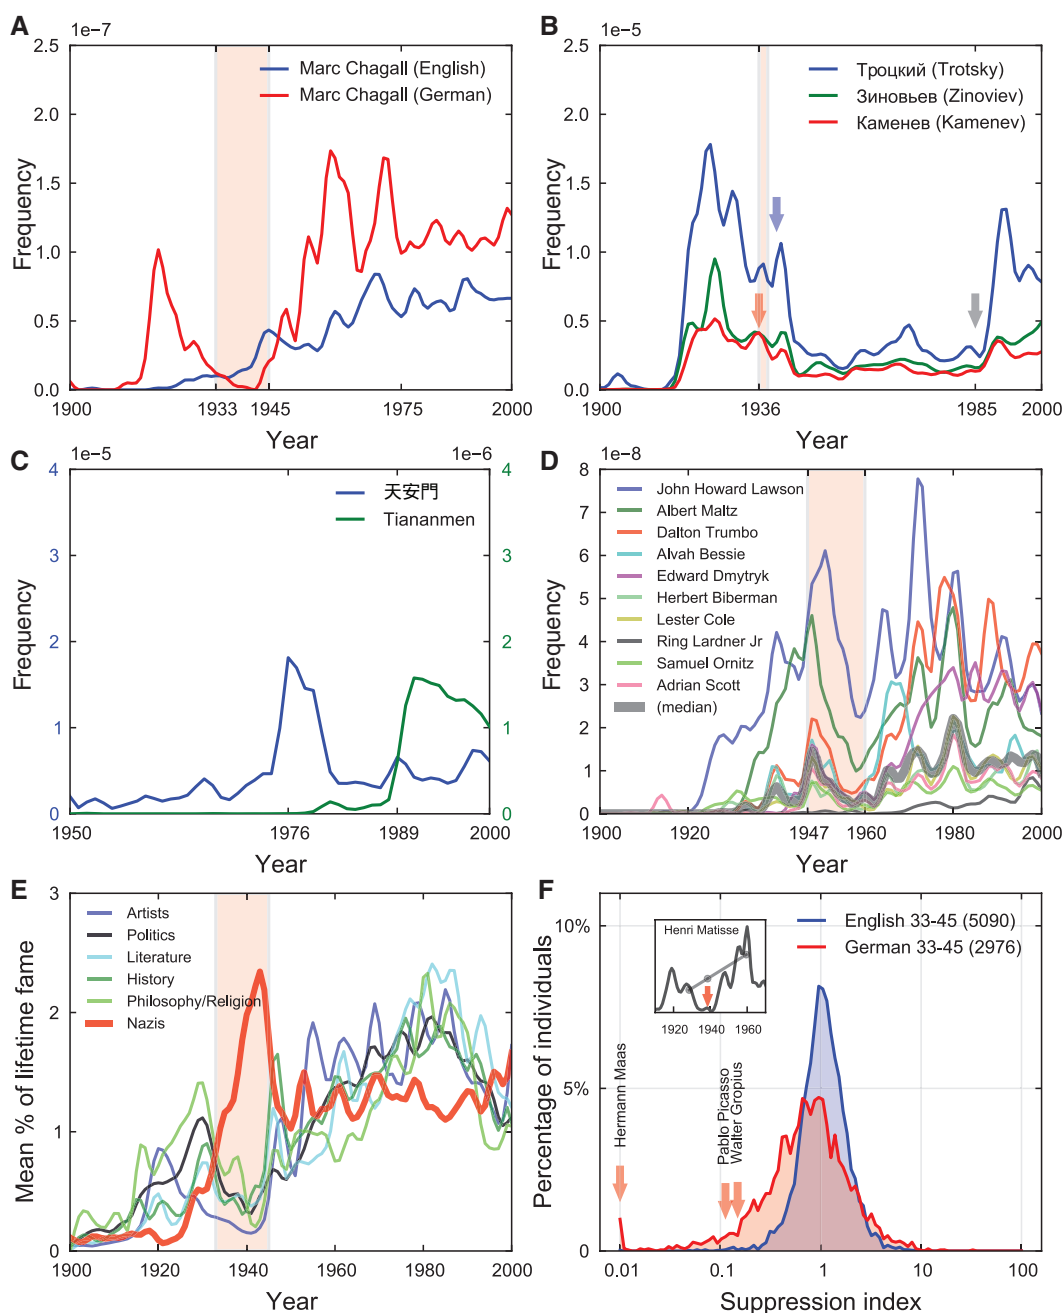 A
1e−7
2.5
2.0
1.5
1.0
0.5
0.0
Frequency
Marc Chagall (English)
Marc Chagall (German)
1900
1933
1945
1975
2000
Year
B
1e−5
2.5
2.0
1.5
1.0
0.5
0.0
Frequency
Троцкий (Trotsky)
Зиновьев (Zinoviev)
Каменев (Kamenev)
1900
1936
1985
2000
Year
C
1e−5
1e−6
4
3
2
1
0
Frequency
天安門
Tiananmen
4
3
2
1
0
1950
1976
1989
2000
Year
D
1e−8
8
7
6
5
4
3
2
1
0
Frequency
John Howard Lawson
Albert Maltz
Dalton Trumbo
Alvah Bessie
Edward Dmytryk
Herbert Biberman
Lester Cole
Ring Lardner Jr
Samuel Ornitz
Adrian Scott
(median)
1900
1920
1947
1960
1980
2000
Year
E
3
2
1
0
Mean % of lifetime fame
Artists
Politics
Literature
History
Philosophy/Religion
Nazis
1900
1920
1940
1960
1980
2000
Year
F
10%
5%
0
Percentage of individuals
Henri Matisse
1920
1940
1960
English 33-45 (5090)
German 33-45 (2976)
Hermann Maas
Pablo Picasso
Walter Gropius
0.01
0.1
1
10
100
Suppression index